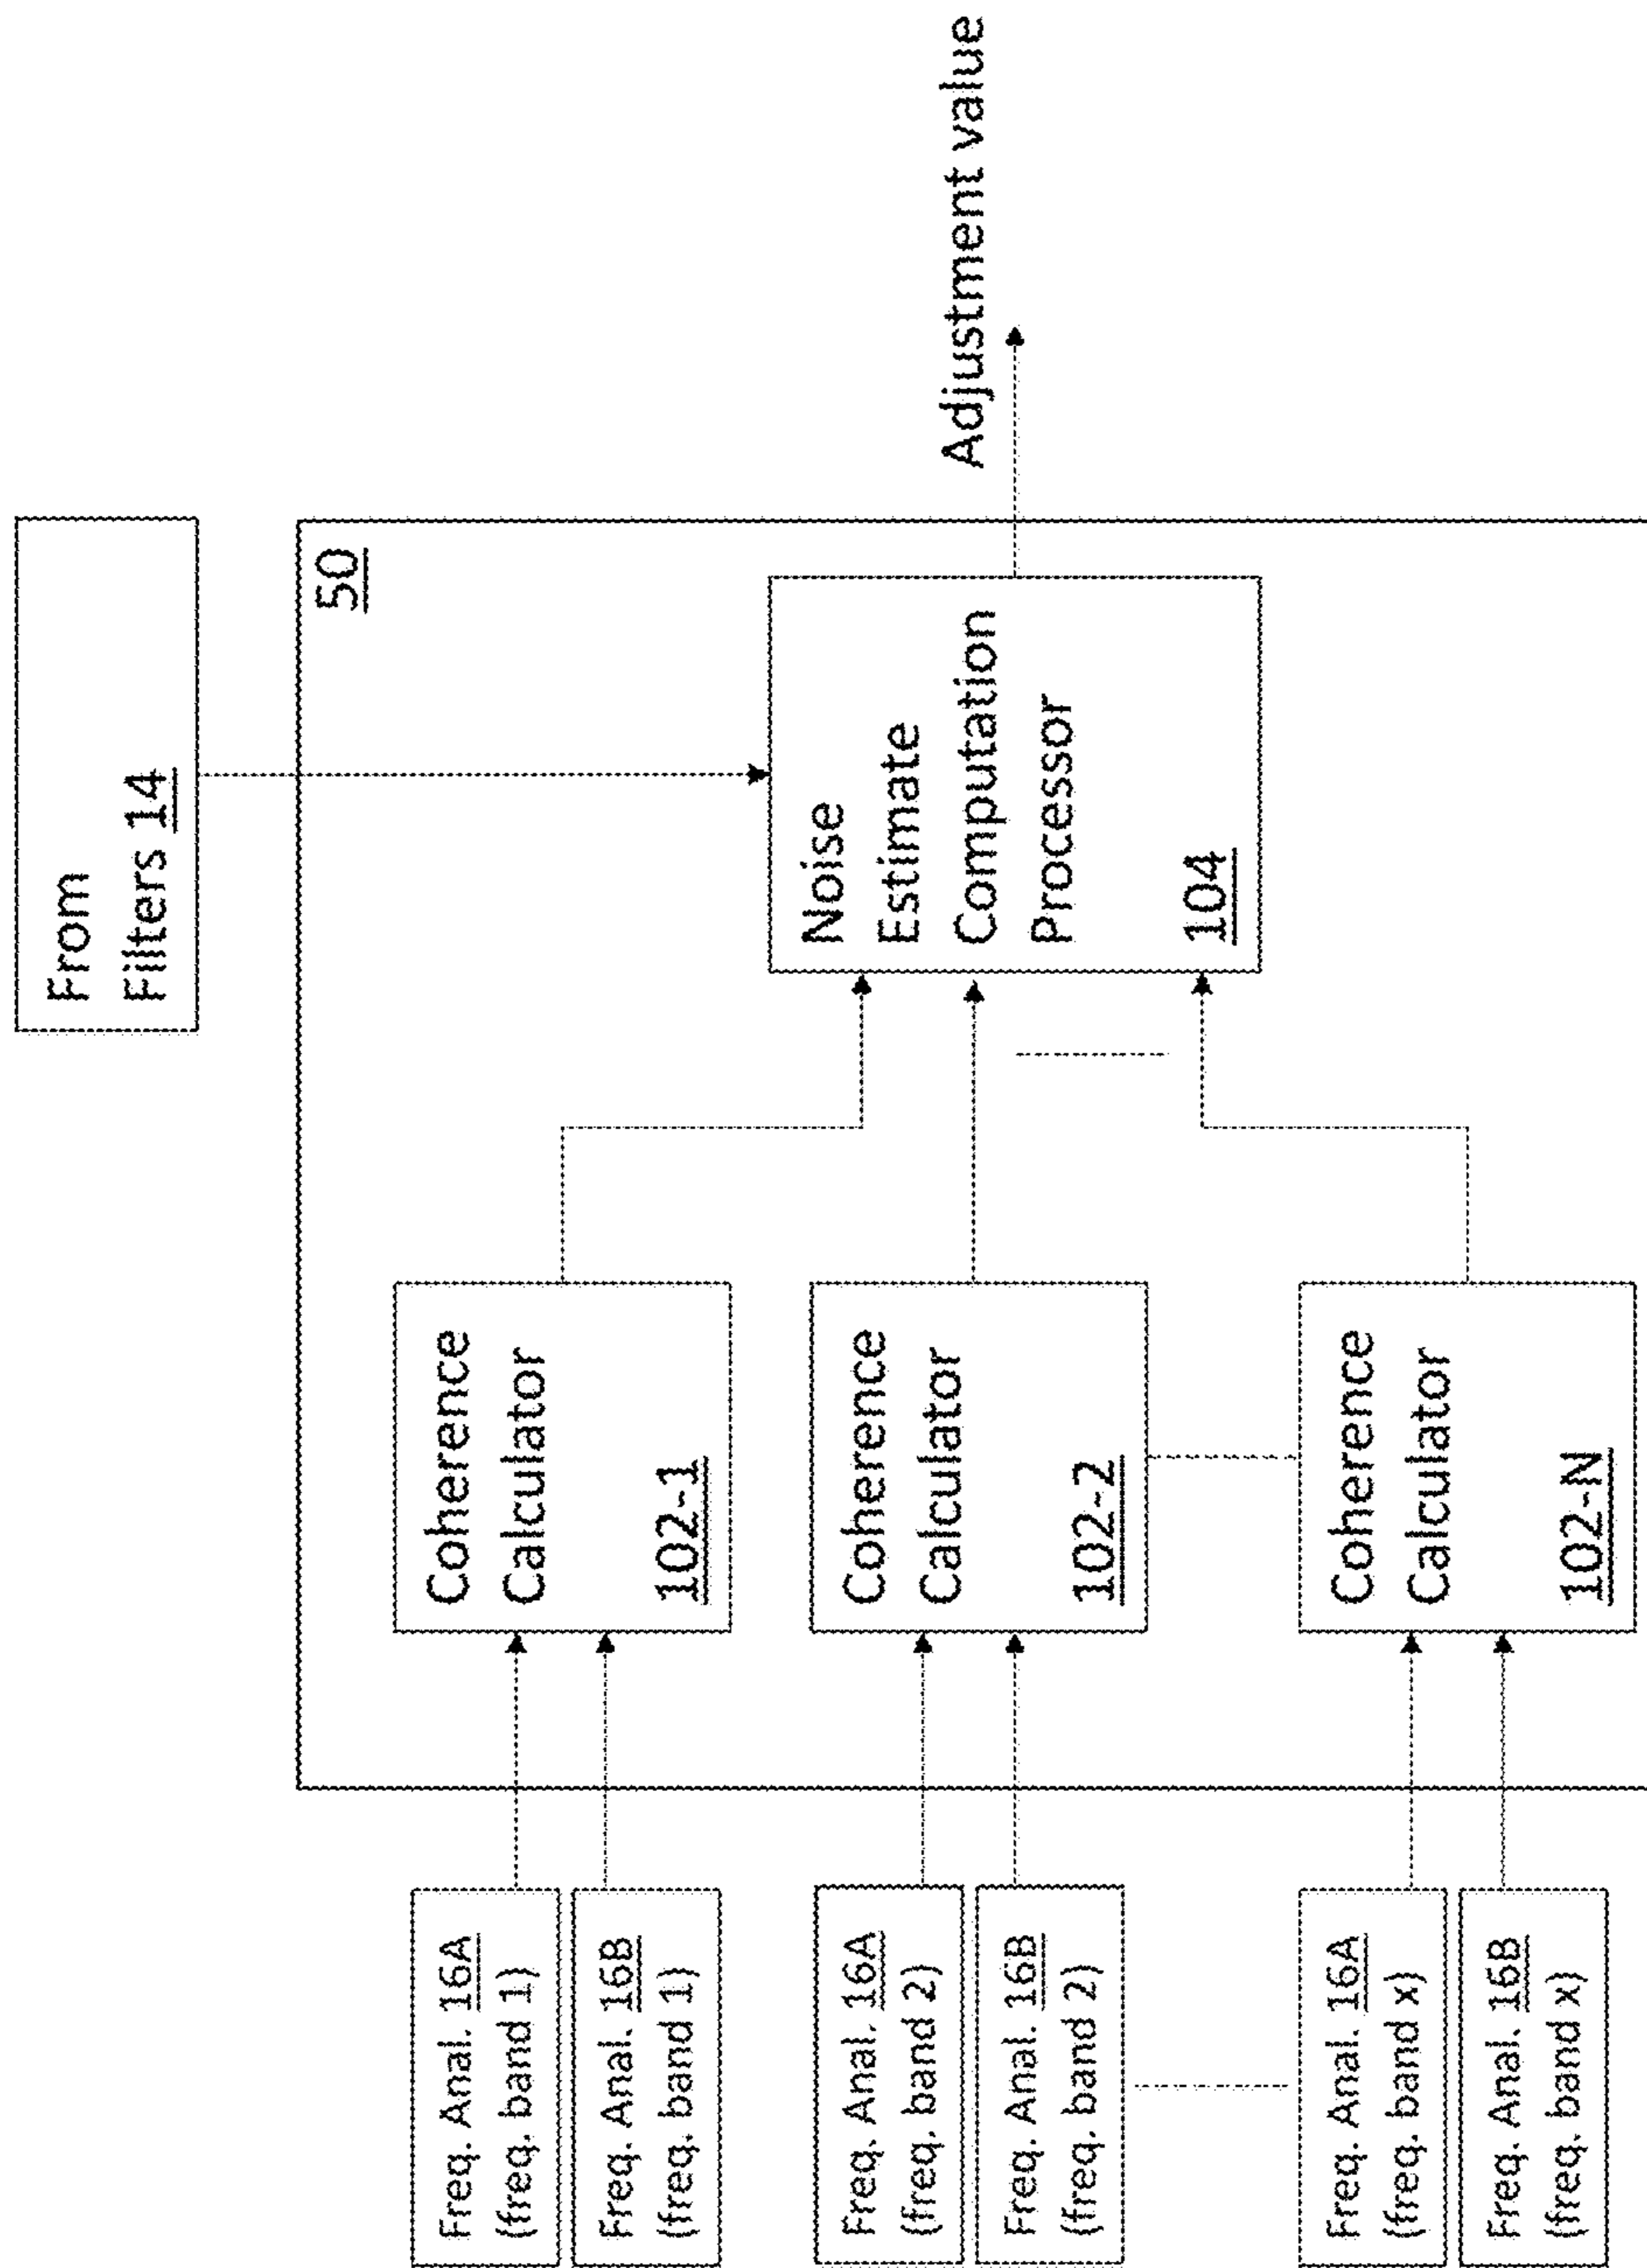 From
Filters 14
50
Freq. Anal. 16A
(freq. band 1)
Freq. Anal. 16B
(freq. band 1)
Coherence
Calculator
102-1
Noise
Estimate
Computation
Processor
104
Adjustment value
Freq. Anal. 16A
(freq. band 2)
Freq. Anal. 16B
(freq. band 2)
Coherence
Calculator
102-2
Freq. Anal. 16A
(freq. band x)
Freq. Anal. 16B
(freq. band x)
Coherence
Calculator
102-N